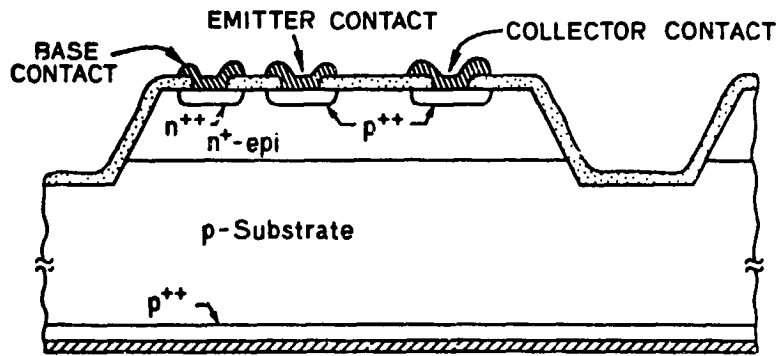 EMITTER CONTACT
COLLECTOR CONTACT
BASE
CONTACT
n++
n+-epi
p++
p-Substrate
p++